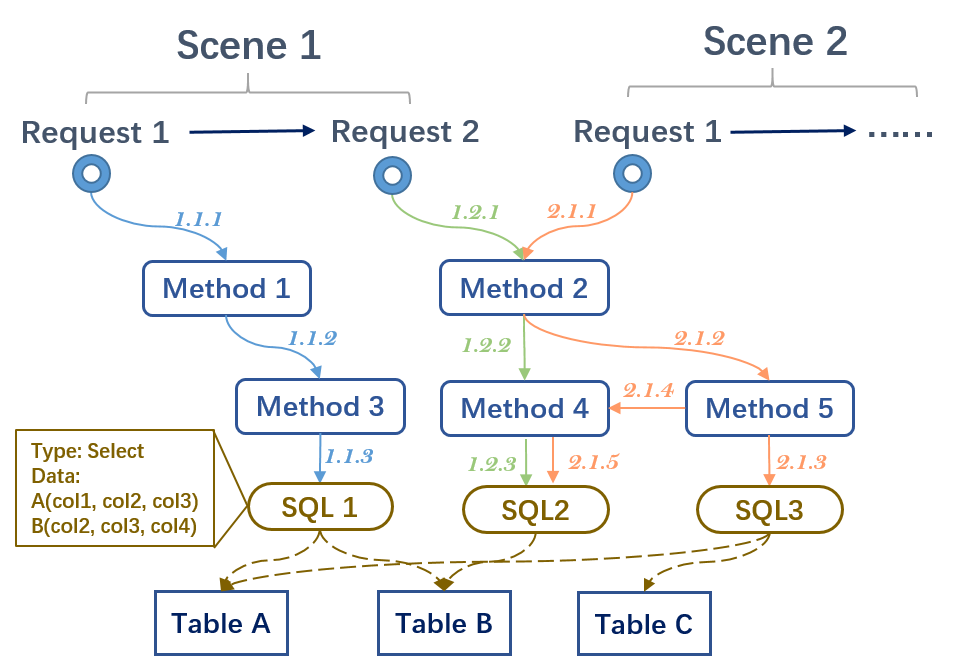 Scene 1
Scene 2
Request 1
Request 2
Request 1
......
1.1.1
1.2.1
2.1.1
Method 1
Method 2
1.1.2
1.2.2
2.1.2
Method 3
Method 4
2.1.4
Method 5
Type: Select
Data:
A(col1, col2, col3)
B(col2, col3, col4)
1.1.3
1.2.3
2.1.5
2.1.3
SQL 1
SQL2
SQL3
Table A
Table B
Table C